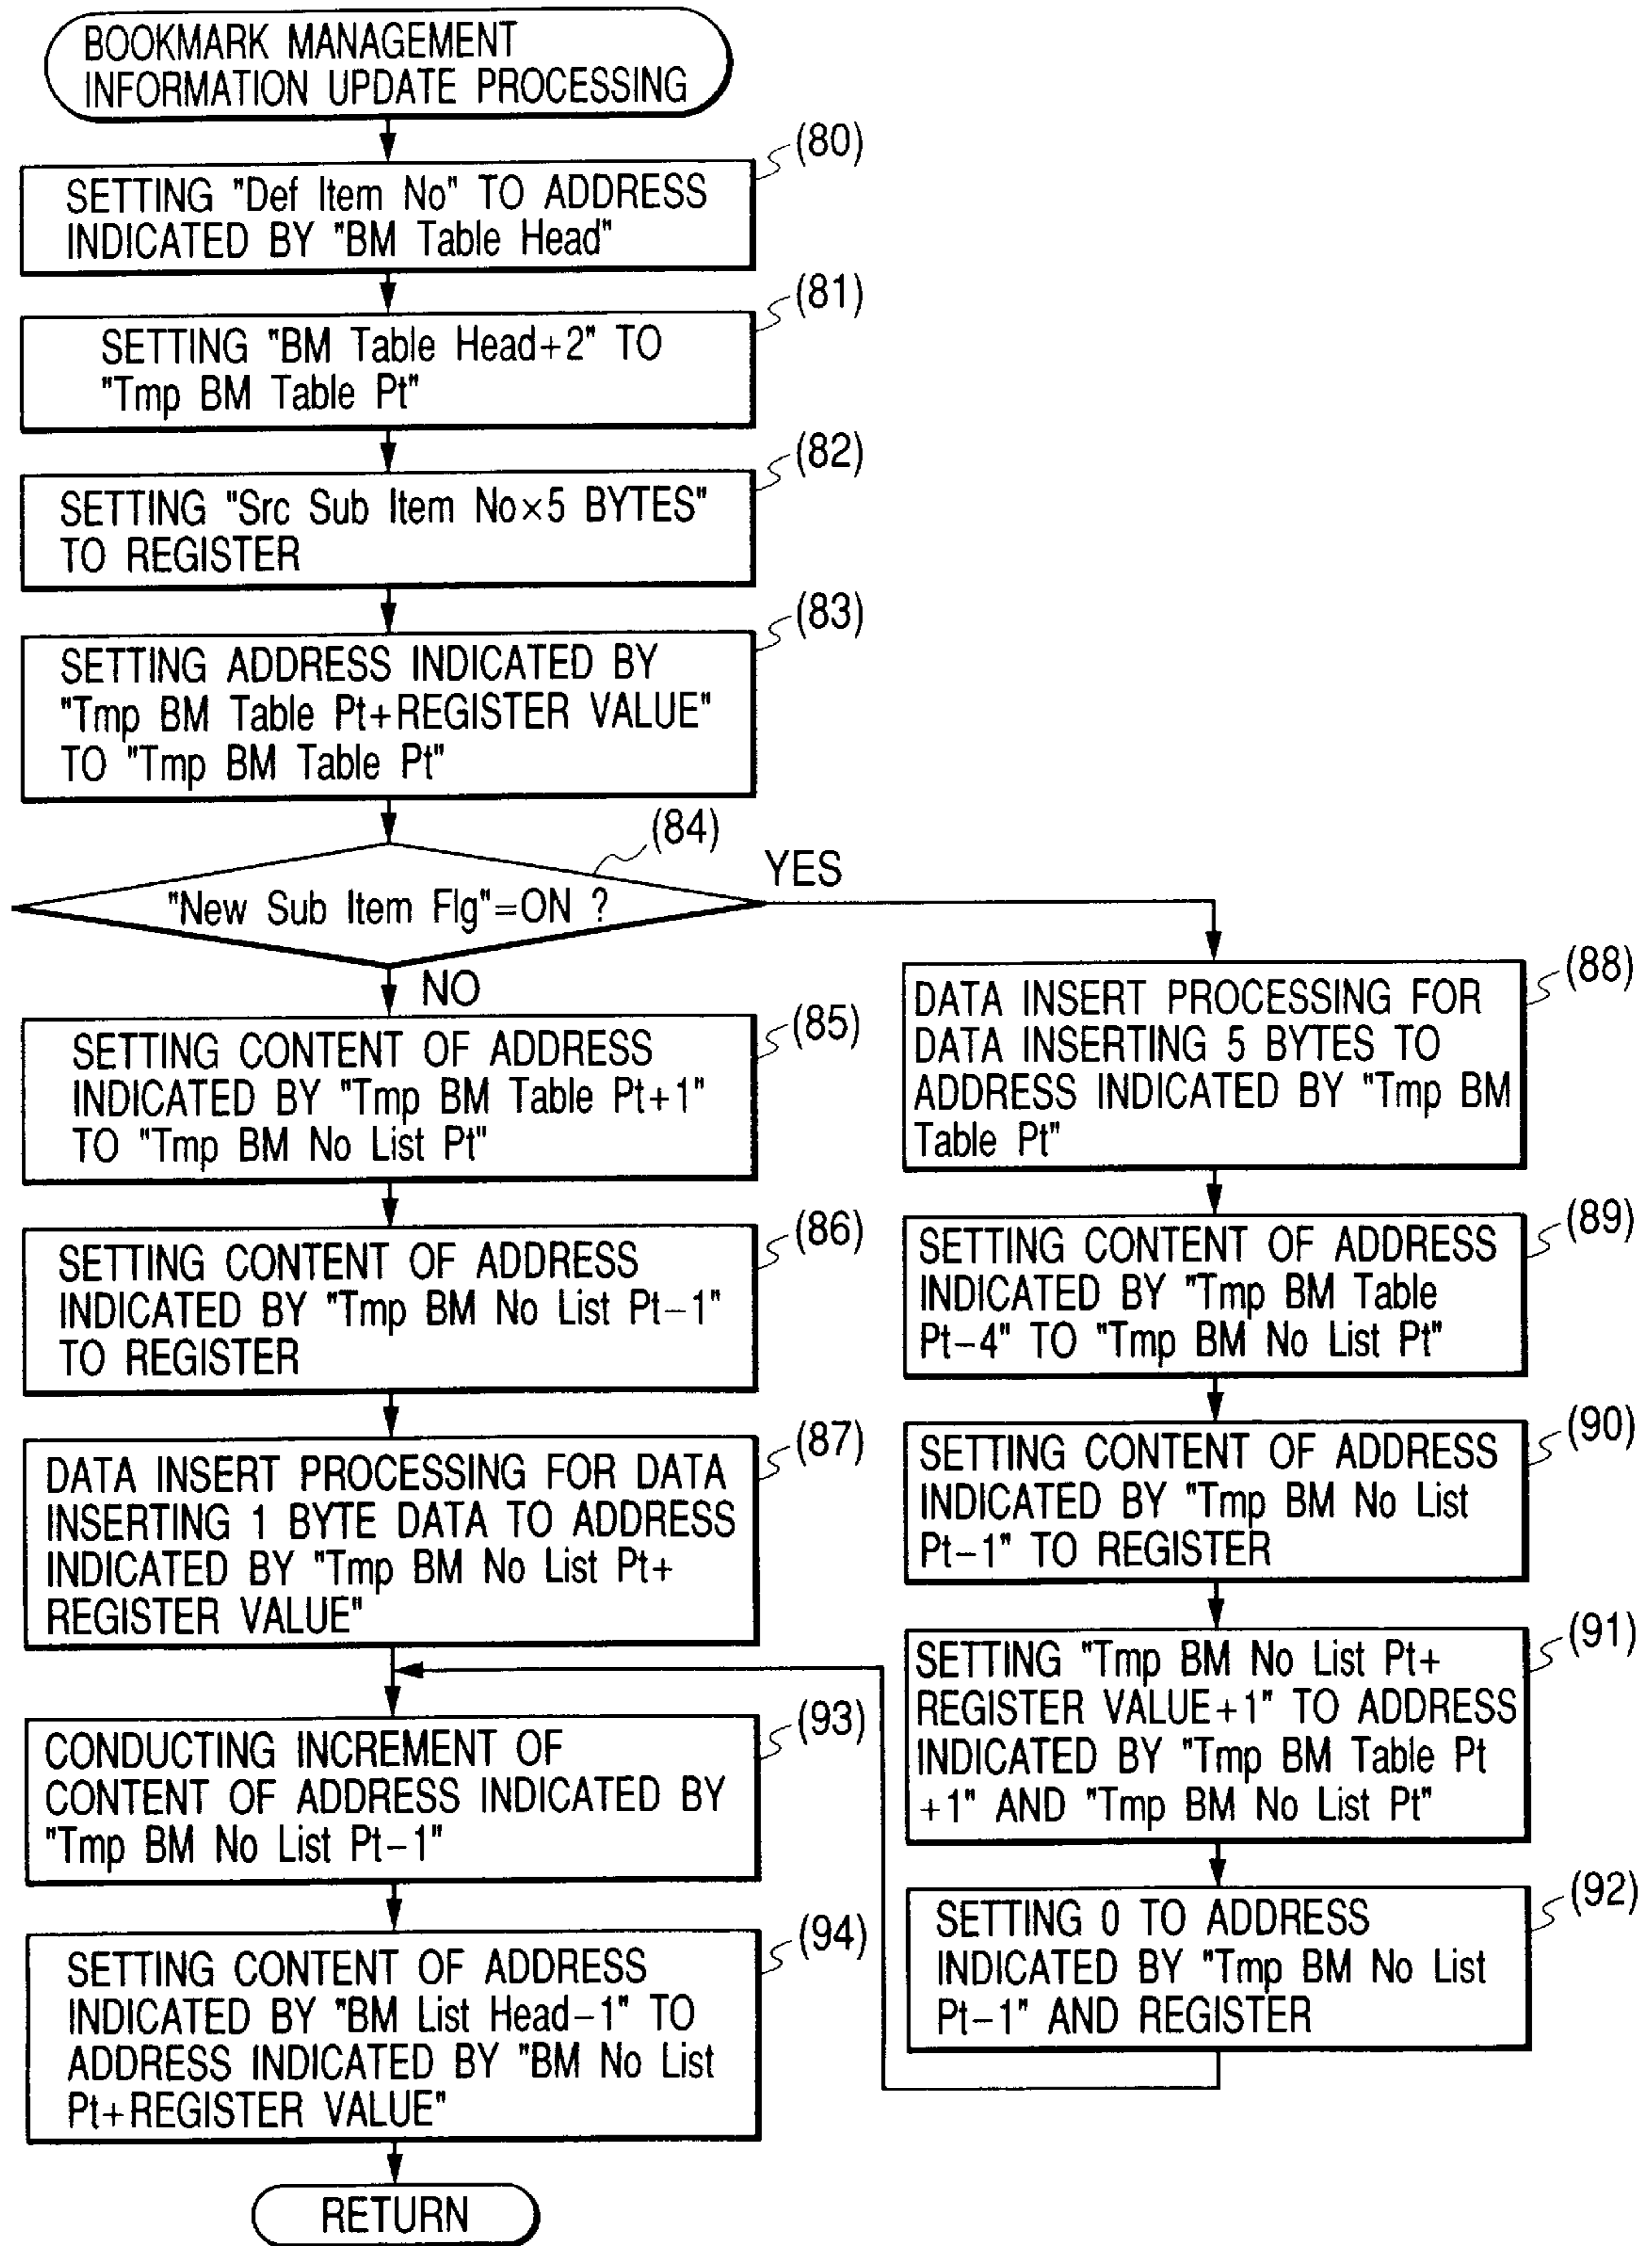 BOOKMARK MANAGEMENT
INFORMATION UPDATE PROCESSING
(80)
SETTING "Def Item No" TO ADDRESS
INDICATED BY "BM Table Head"
(81)
SETTING "BM Table Head+2" TO
"Tmp BM Table Pt"
(82)
SETTING "Src Sub Item No×5 BYTES"
TO REGISTER
(83)
SETTING ADDRESS INDICATED BY
"Tmp BM Table Pt+REGISTER VALUE"
TO "Tmp BM Table Pt"
(84)
"New Sub Item Flg"=ON ?
YES
NO
(85)
SETTING CONTENT OF ADDRESS
INDICATED BY "Tmp BM Table Pt+1"
TO "Tmp BM No List Pt"
(86)
SETTING CONTENT OF ADDRESS
INDICATED BY "Tmp BM No List Pt−1"
TO REGISTER
(87)
DATA INSERT PROCESSING FOR DATA
INSERTING 1 BYTE DATA TO ADDRESS
INDICATED BY "Tmp BM No List Pt+
REGISTER VALUE"
(88)
DATA INSERT PROCESSING FOR
DATA INSERTING 5 BYTES TO
ADDRESS INDICATED BY "Tmp BM
Table Pt"
(89)
SETTING CONTENT OF ADDRESS
INDICATED BY "Tmp BM Table
Pt−4" TO "Tmp BM No List Pt"
(90)
SETTING CONTENT OF ADDRESS
INDICATED BY "Tmp BM No List
Pt−1" TO REGISTER
(91)
SETTING "Tmp BM No List Pt+
REGISTER VALUE+1" TO ADDRESS
INDICATED BY "Tmp BM Table Pt
+1" AND "Tmp BM No List Pt"
(92)
SETTING 0 TO ADDRESS
INDICATED BY "Tmp BM No List
Pt−1" AND REGISTER
(93)
CONDUCTING INCREMENT OF
CONTENT OF ADDRESS INDICATED BY
"Tmp BM No List Pt−1"
(94)
SETTING CONTENT OF ADDRESS
INDICATED BY "BM List Head−1" TO
ADDRESS INDICATED BY "BM No List
Pt+REGISTER VALUE"
RETURN